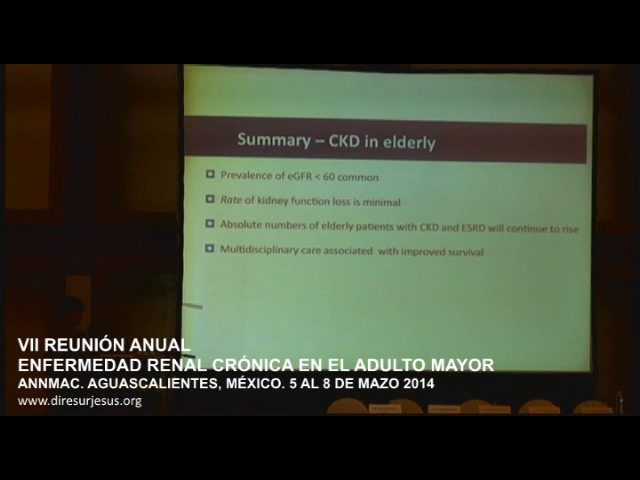 Summary – CKD in elderly
Prevalence of eGFR < 60 common
Rate of kidney function loss is minimal
Absolute numbers of elderly patients with CKD and ESRD will continue to rise
Multidisciplinary care associated with improved survival
VII REUNIÓN ANUAL
ENFERMEDAD RENAL CRÓNICA EN EL ADULTO MAYOR
ANNMAC. AGUASCALIENTES, MÉXICO. 5 AL 8 DE MAZO 2014
www.diresurjesus.org